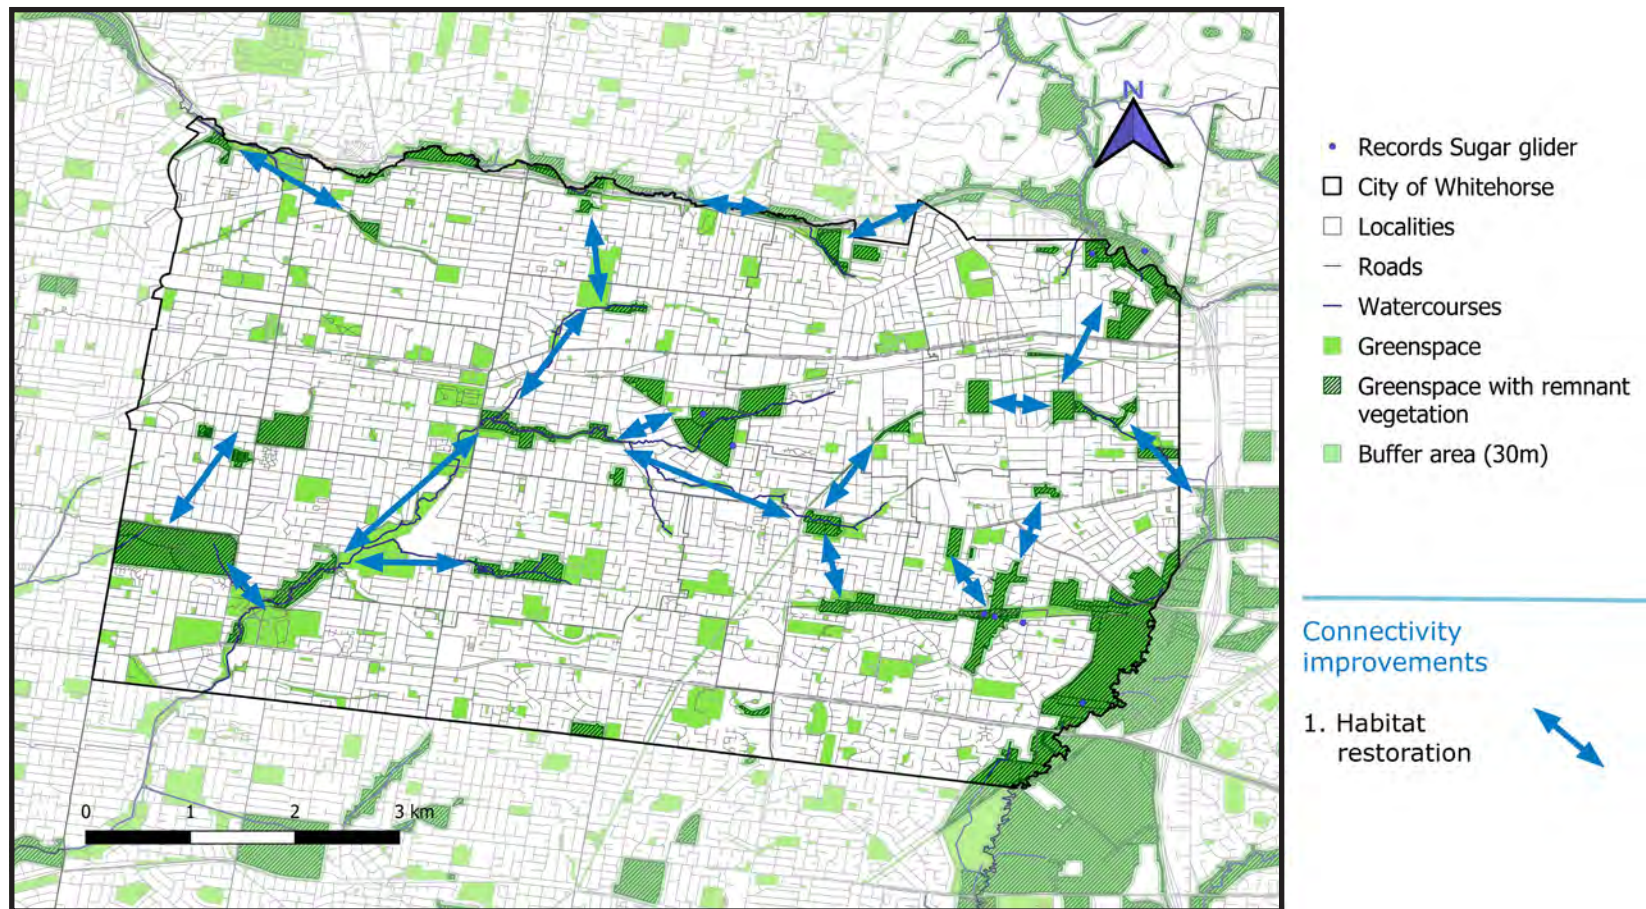 N
Records Sugar glider
City of Whitehorse
Localities
Roads
Watercourses
Greenspace
Greenspace with remnant
vegetation
Buffer area (30m)
Connectivity
improvements
1. Habitat
restoration
0 1 2 3 km